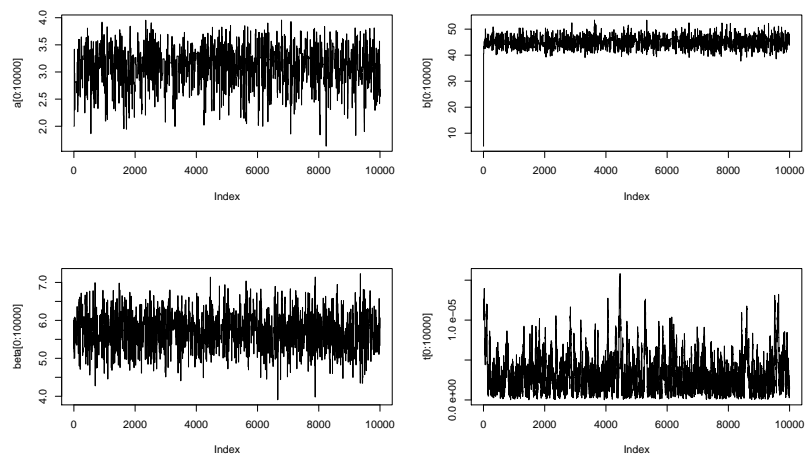 a[0:10000]
4.0
3.5
3.0
2.5
2.0
0 2000 4000 6000 8000 10000
Index
b[0:10000]
50
40
30
20
10
0 2000 4000 6000 8000 10000
Index
beta[0:10000]
7.0
6.0
5.0
4.0
0 2000 4000 6000 8000 10000
Index
t[0:10000]
1.0 e−05
0.0 e+00
0 2000 4000 6000 8000 10000
Index